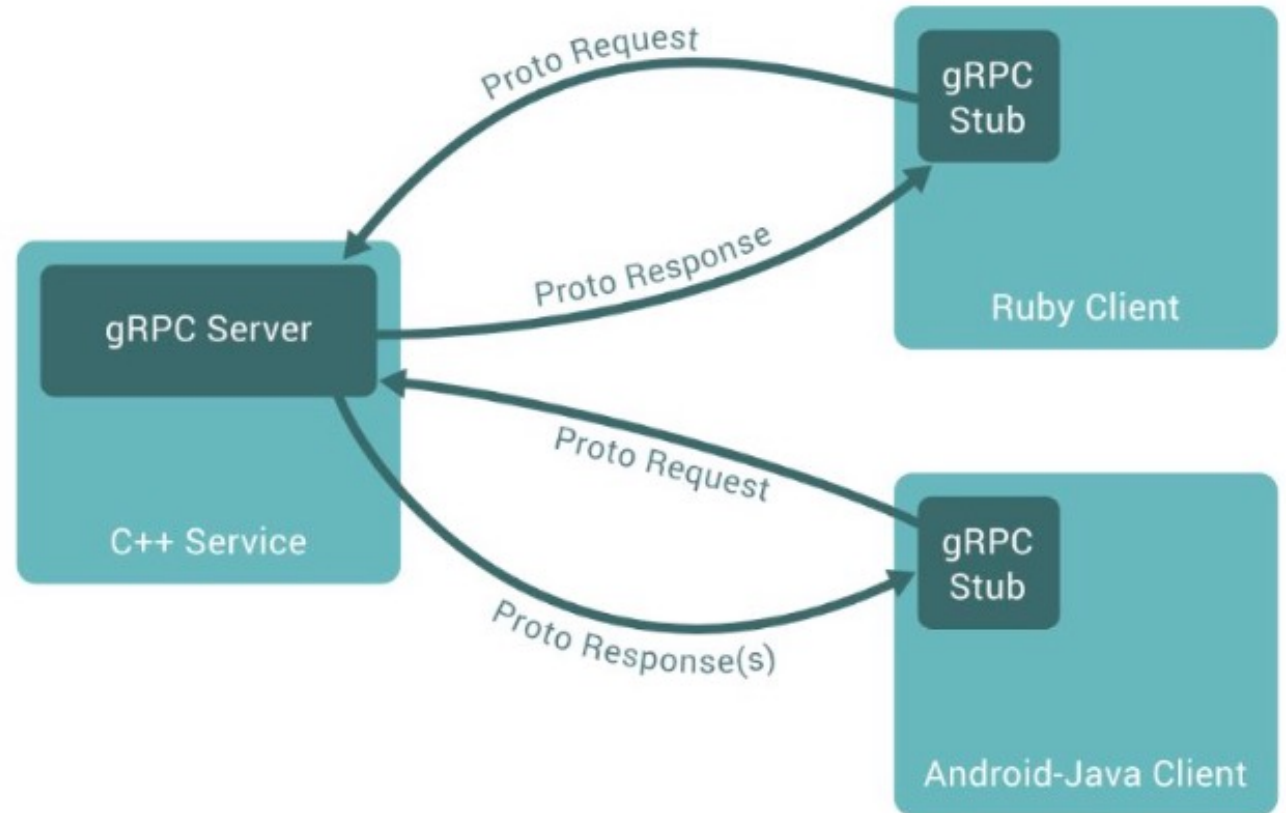 Proto Request
gRPC
Stub
Proto Response
Ruby Client
gRPC Server
C++ Service
Proto Request
gRPC
Stub
Proto Response(s)
Android-Java Client